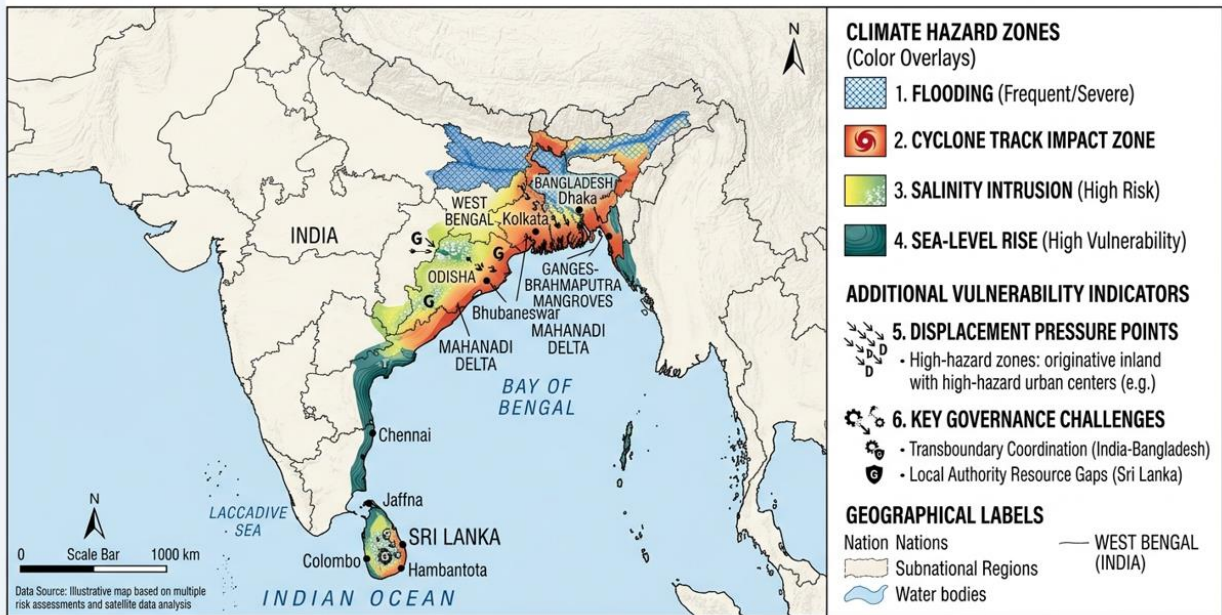 N
INDIA
WEST
BENGAL
Kolkata
BANGLADESH
Dhaka
G
G
ODISHA
G
Bhubaneswar
GANGES-
BRAHMAPUTRA
MANGROVES
MAHANADI
DELTA
MAHANADI
DELTA
BAY OF
BENGAL
Chennai
Jaffna
LACCADIVE
SEA
SRI LANKA
G
Colombo
Hambantota
INDIAN OCEAN
N
0 Scale Bar 1000 km
Data Source: Illustrative map based on multiple
risk assessments and satellite data analysis
CLIMATE HAZARD ZONES
(Color Overlays)
1. FLOODING (Frequent/Severe)
2. CYCLONE TRACK IMPACT ZONE
3. SALINITY INTRUSION (High Risk)
4. SEA-LEVEL RISE (High Vulnerability)
ADDITIONAL VULNERABILITY INDICATORS
D
D
D
5. DISPLACEMENT PRESSURE POINTS
• High-hazard zones: originative inland
with high-hazard urban centers (e.g.)
6. KEY GOVERNANCE CHALLENGES
• Transboundary Coordination (India-Bangladesh)
G
• Local Authority Resource Gaps (Sri Lanka)
G
GEOGRAPHICAL LABELS
Nation Nations
WEST BENGAL
(INDIA)
Subnational Regions
Water bodies